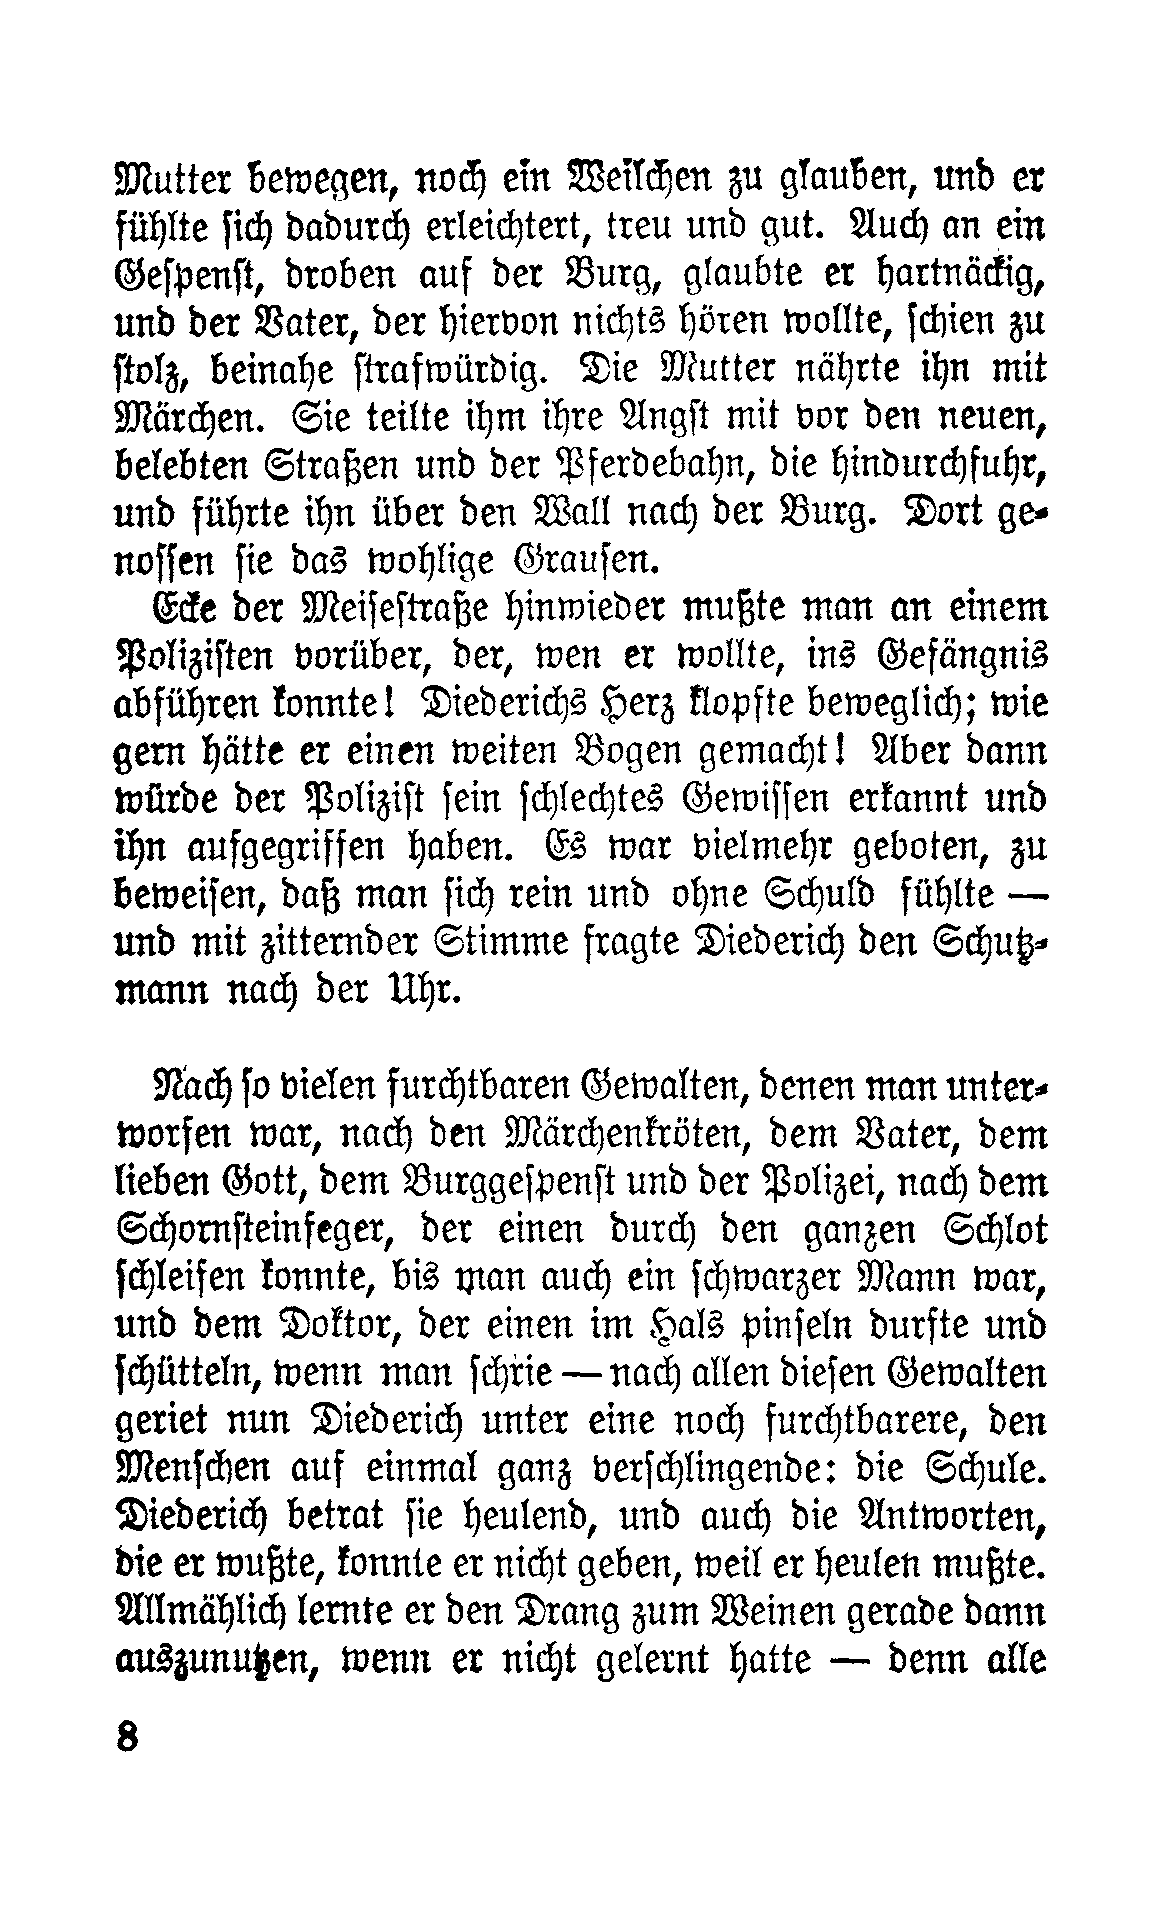 Mutter bewegen, noch ein Weilchen zu glauben, und er
fühlte sich dadurch erleichtert, treu und gut. Auch an ein
Gespenst, droben auf der Burg, glaubte er hartnäckig,
und der Vater, der hiervon nichts hören wollte, schien zu
stolz, beinahe strafwürdig. Die Mutter nährte ihn mit
Märchen. Sie teilte ihm ihre Angst mit vor den neuen,
belebten Straßen und der Pferdebahn, die hindurchfuhr,
und führte ihn über den Wall nach der Burg. Dort ge-
nossen sie das wohlige Grausen.
Ecke der Meisestraße hinwieder mußte man an einem
Polizisten vorüber, der, wen er wollte, ins Gefängnis
abführen konnte! Diederichs Herz klopfte beweglich; wie
gern hätte er einen weiten Bogen gemacht! Aber dann
würde der Polizist sein schlechtes Gewissen erkannt und
ihn aufgegriffen haben. Es war vielmehr geboten, zu
beweisen, daß man sich rein und ohne Schuld fühlte —
und mit zitternder Stimme fragte Diederich den Schutz-
mann nach der Uhr.
Nach so vielen furchtbaren Gewalten, denen man unter-
worfen war, nach den Märchenkröten, dem Vater, dem
lieben Gott, dem Burggespenst und der Polizei, nach dem
Schornsteinfeger, der einen durch den ganzen Schlot
schleifen konnte, bis man auch ein schwarzer Mann war,
und dem Doktor, der einen im Hals pinseln durfte und
schütteln, wenn man schrie — nach allen diesen Gewalten
geriet nun Diederich unter eine noch furchtbarere, den
Menschen auf einmal ganz verschlingende: die Schule.
Diederich betrat sie heulend, und auch die Antworten,
die er wußte, konnte er nicht geben, weil er heulen mußte.
Allmählich lernte er den Drang zum Weinen gerade dann
auszunutzen, wenn er nicht gelernt hatte — denn alle
8